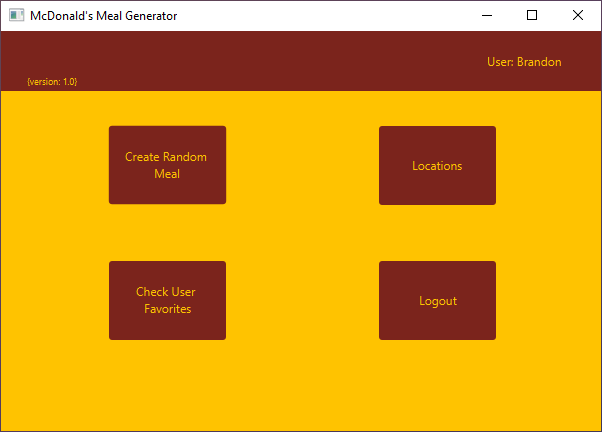 McDonald's Meal Generator
User: Brandon
{version: 1.0}
Create Random
Meal
Locations
Check User
Favorites
Logout